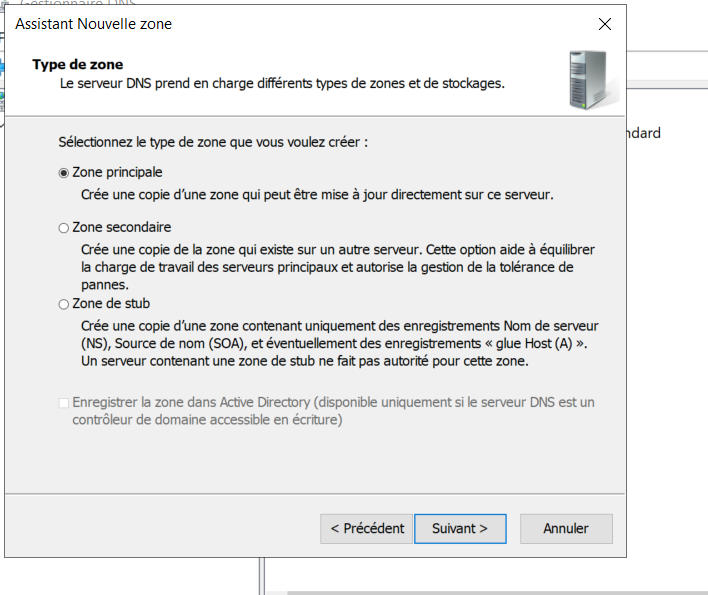 Gestionnaire DNS
Assistant Nouvelle zone
Type de zone
Le serveur DNS prend en charge différents types de zones et de stockages.
ndard
Sélectionnez le type de zone que vous voulez créer :
Zone principale
Crée une copie d’une zone qui peut être mise à jour directement sur ce serveur.
Zone secondaire
Crée une copie de la zone qui existe sur un autre serveur. Cette option aide à équilibrer
la charge de travail des serveurs principaux et autorise la gestion de la tolérance de
pannes.
Zone de stub
Crée une copie d’une zone contenant uniquement des enregistrements Nom de serveur
(NS), Source de nom (SOA), et éventuellement des enregistrements « glue Host (A) ».
Un serveur contenant une zone de stub ne fait pas autorité pour cette zone.
Enregistrer la zone dans Active Directory (disponible uniquement si le serveur DNS est un
contrôleur de domaine accessible en écriture)
< Précédent Suivant > Annuler